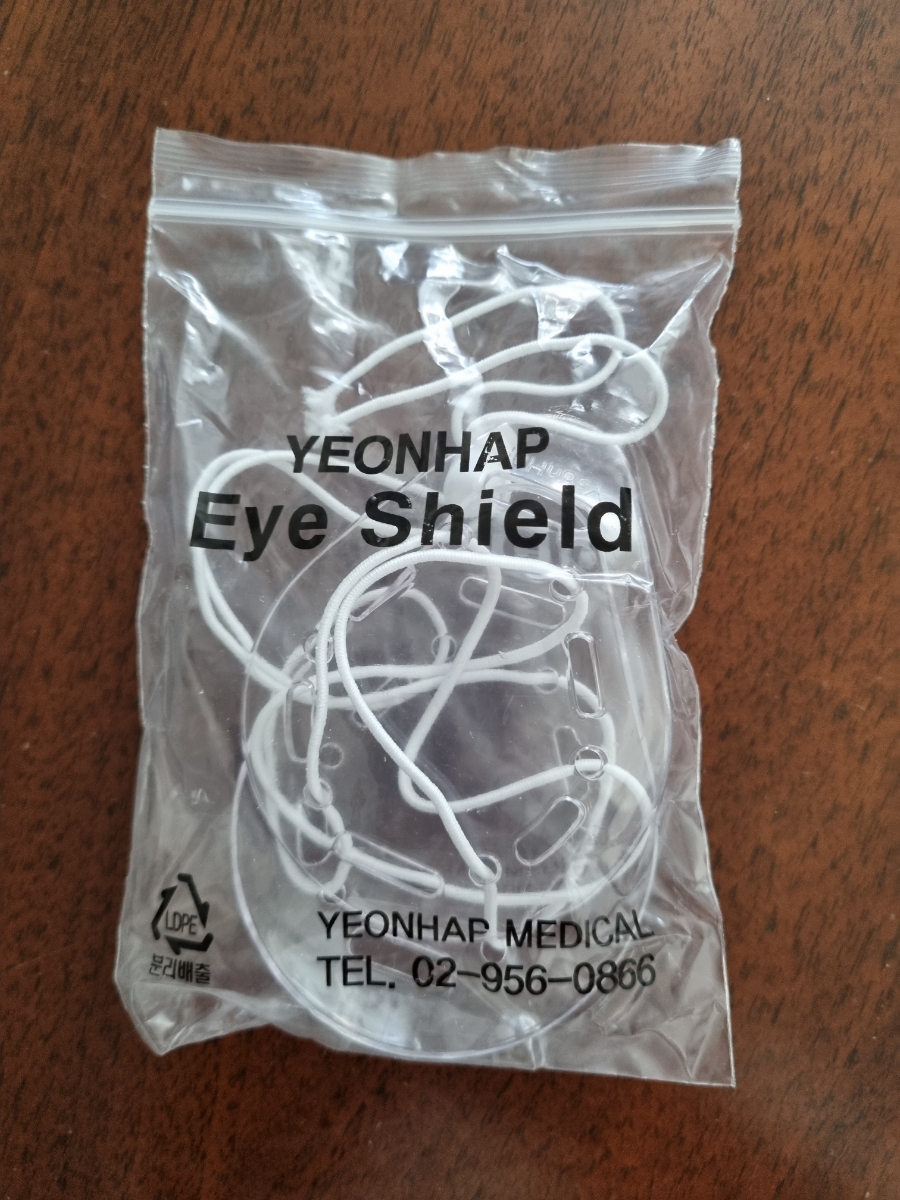 YEONHAP
Eye Shield
LDPE
분리배출
YEONHAP MEDICAL
TEL. 02-956-0866